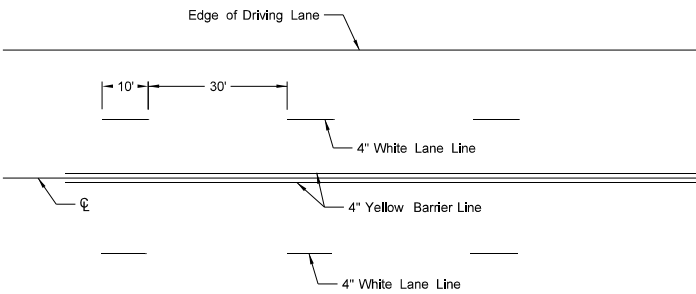 Edge of Driving Lane
10'
30'
4" White Lane Line
℄
4" Yellow Barrier Line
4" White Lane Line